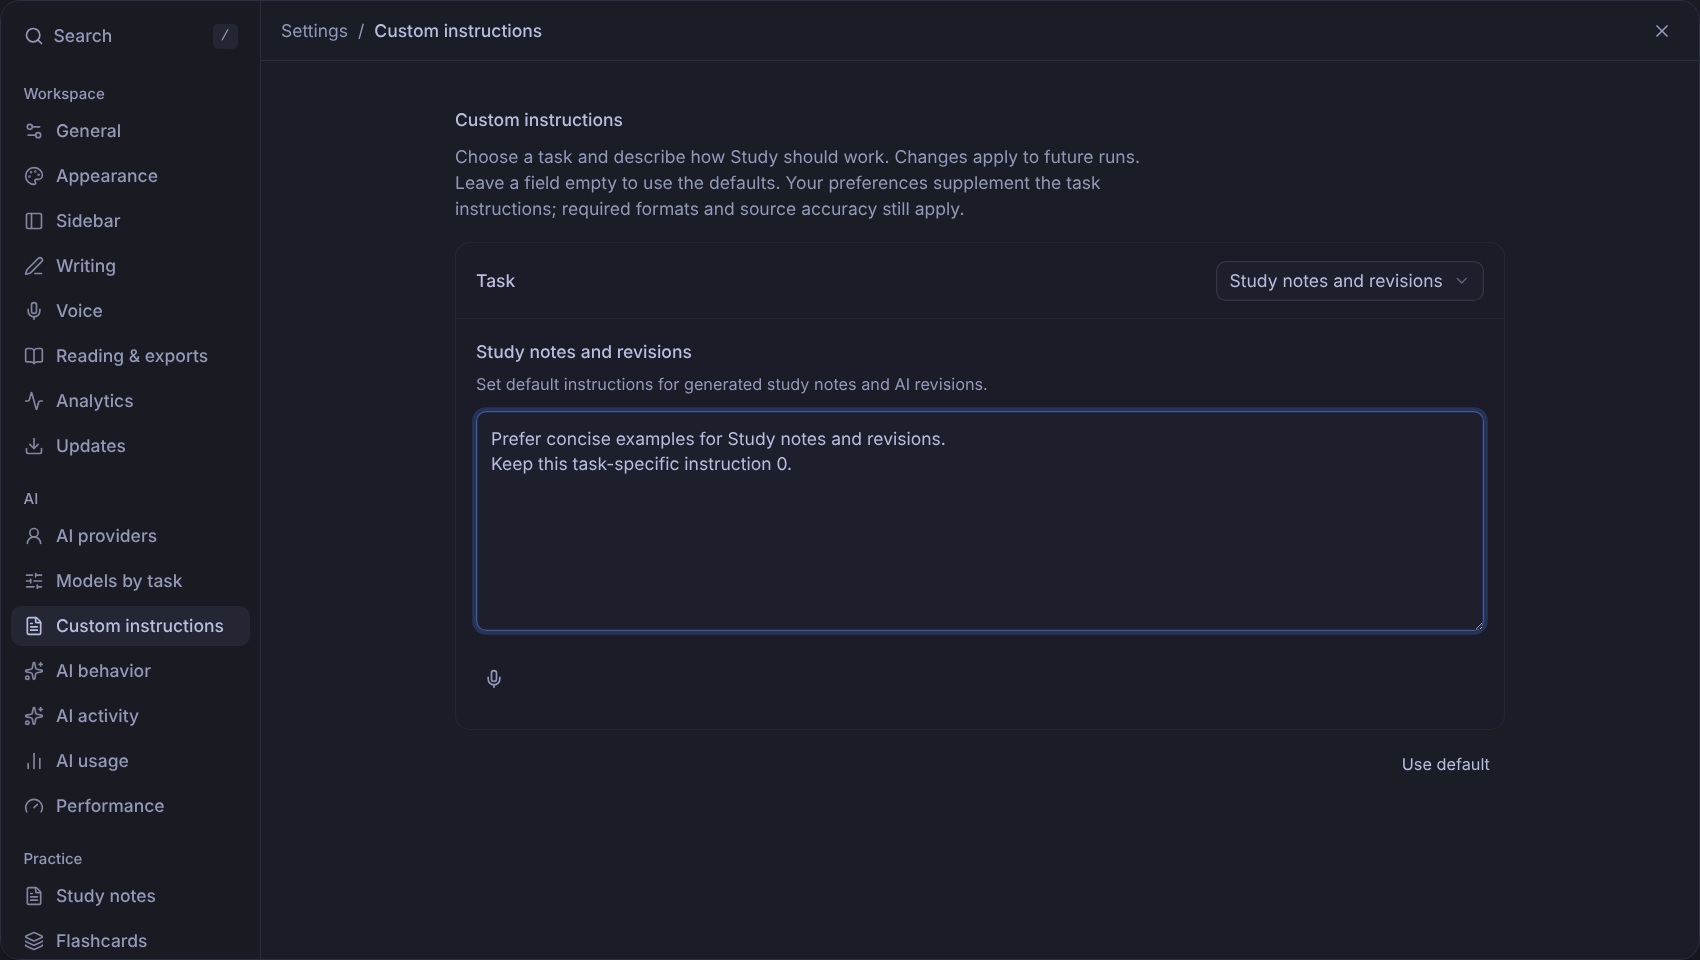 Search
/
Workspace
General
Appearance
Sidebar
Writing
Voice
Reading & exports
Analytics
Updates
AI
AI providers
Models by task
Custom instructions
AI behavior
AI activity
AI usage
Performance
Practice
Study notes
Flashcards
Settings / Custom instructions
Custom instructions
Choose a task and describe how Study should work. Changes apply to future runs.
Leave a field empty to use the defaults. Your preferences supplement the task
instructions; required formats and source accuracy still apply.
Task
Study notes and revisions
Study notes and revisions
Set default instructions for generated study notes and AI revisions.
Prefer concise examples for Study notes and revisions.
Keep this task-specific instruction 0.
Use default